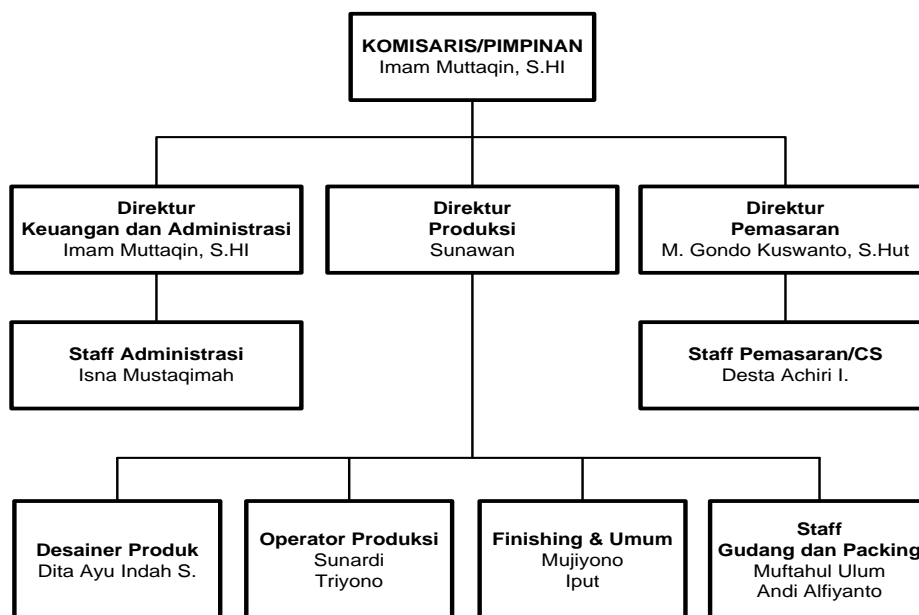 KOMISARIS/PIMPINAN
Imam Muttaqin, S.HI
Direktur
Keuangan dan Administrasi
Imam Muttaqin, S.HI
Direktur
Produksi
Sunawan
Direktur
Pemasaran
M. Gondo Kuswanto, S.Hut
Staff Administrasi
Isna Mustaqimah
Staff Pemasaran/CS
Desta Achiri I.
Desainer Produk
Dita Ayu Indah S.
Operator Produksi
Sunardi
Triyono
Finishing & Umum
Mujiyono
Iput
Staff
Gudang dan Packing
Muftahul Ulum
Andi Alfiyanto